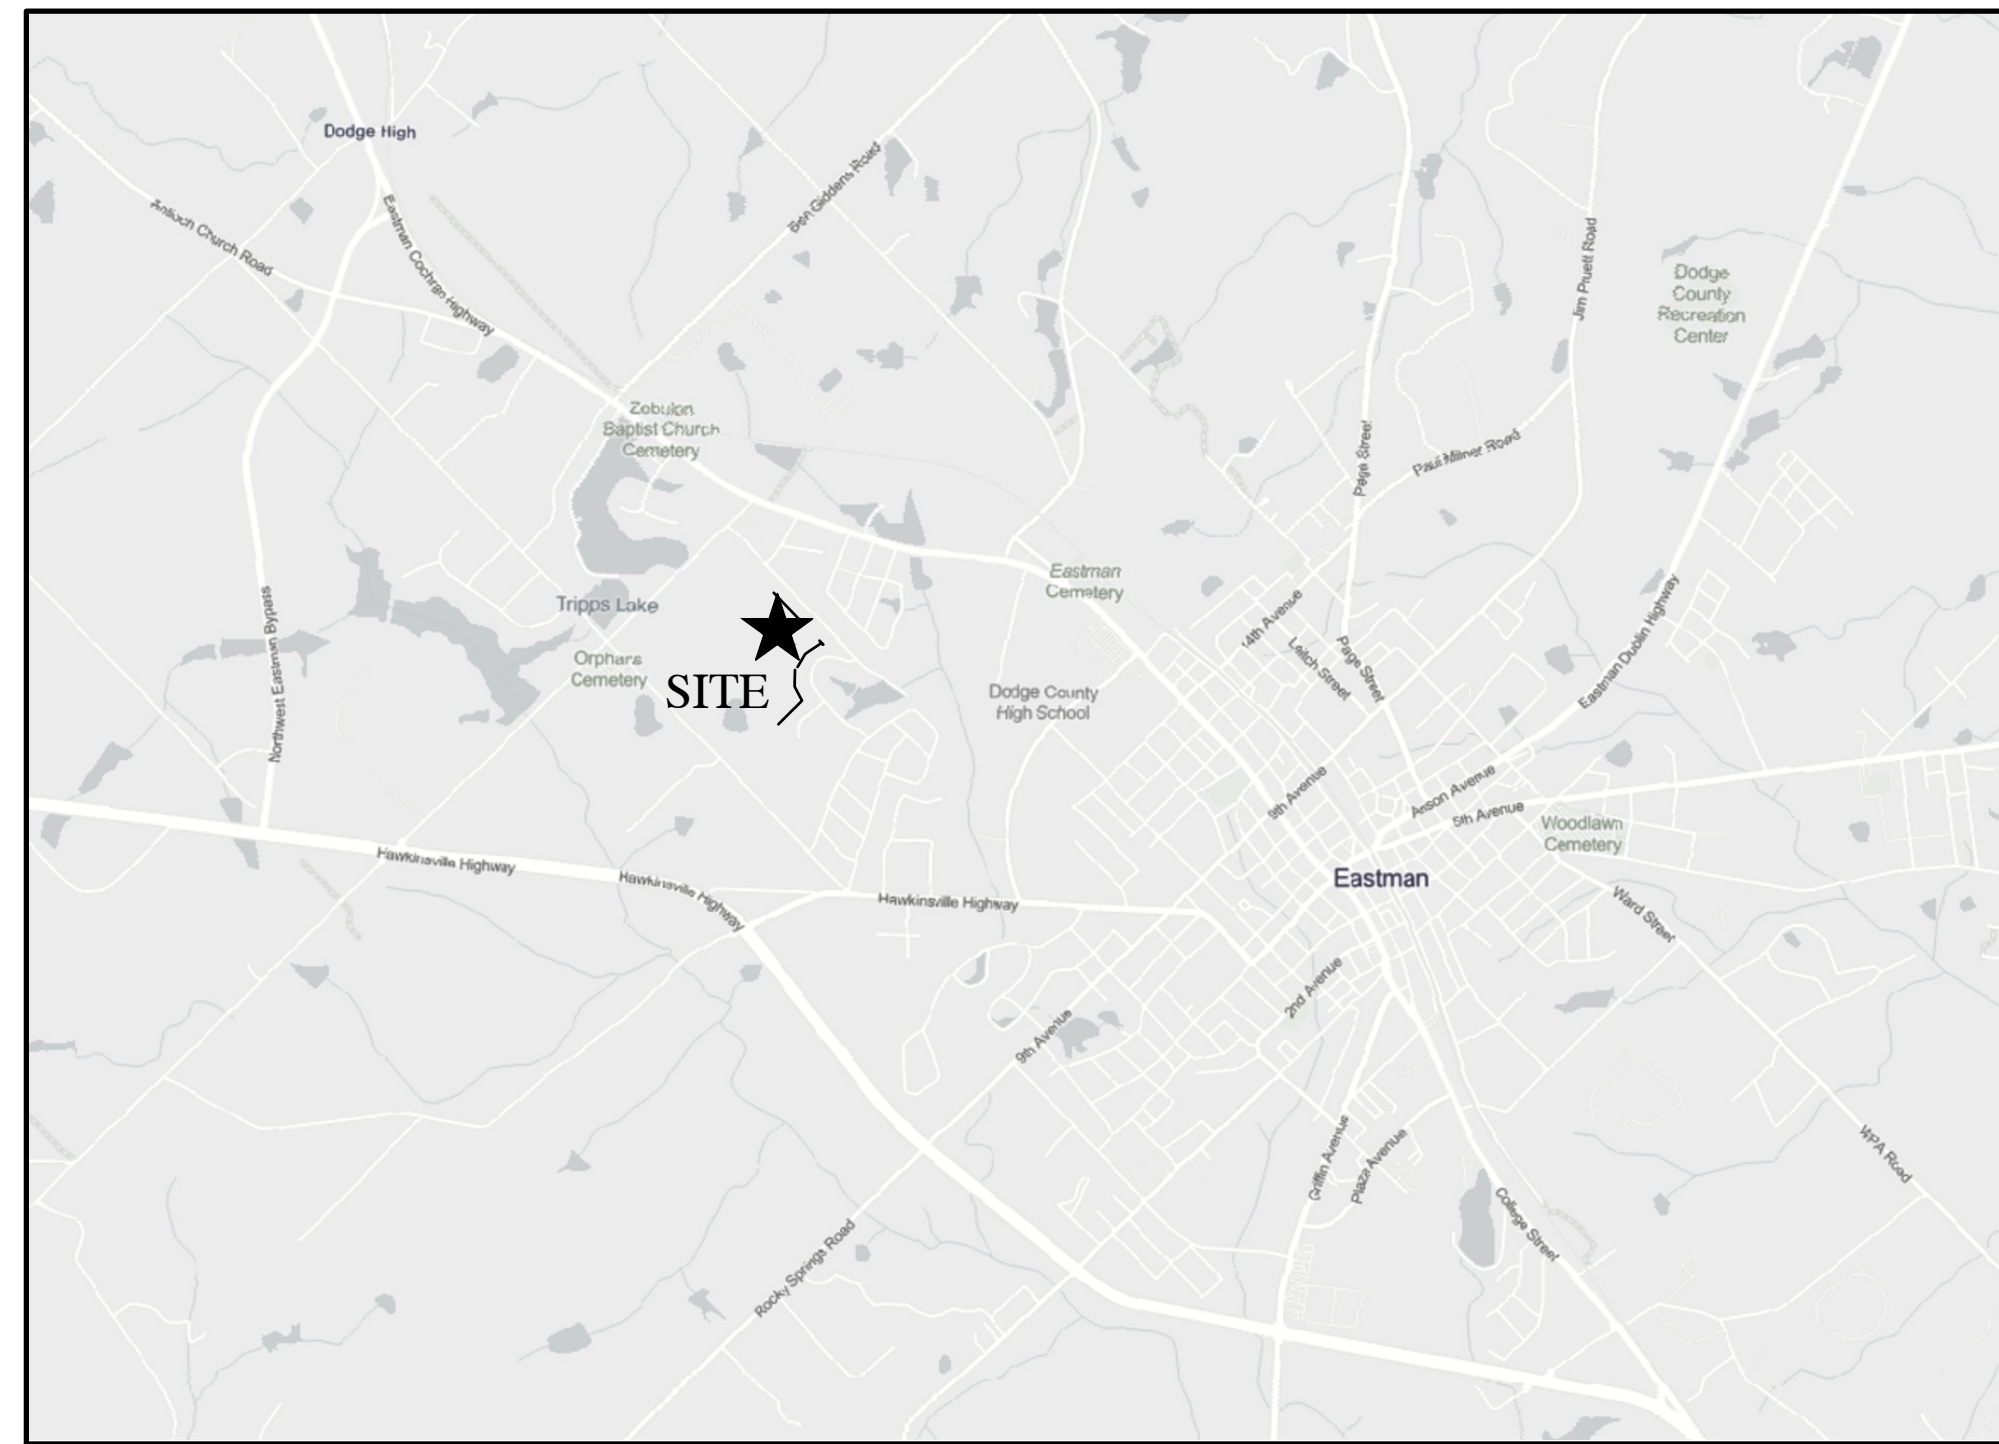 Dodge High
Antioch Church Road
Eastman Cochran Highway
Ben Giddens Road
Jim Pruett Road
Dodge
County
Recreation
Center
Zebulon
Baptist Church
Cemetery
Page Street
Paul Milner Road
Eastman
Cemetery
Tripps Lake
Northwest Eastman Bypass
Orphans
Cemetery
SITE
Dodge County
High School
14th Avenue
Leitch Street
Page Street
Eastman Dublin Highway
9th Avenue
Anson Avenue
5th Avenue
Woodlawn
Cemetery
Hawkinsville Highway
Hawkinsville Highway
Hawkinsville Highway
Eastman
Ward Street
2nd Avenue
9th Avenue
Griffin Avenue
Plaza Avenue
WPA Road
College Street
Rocky Springs Road